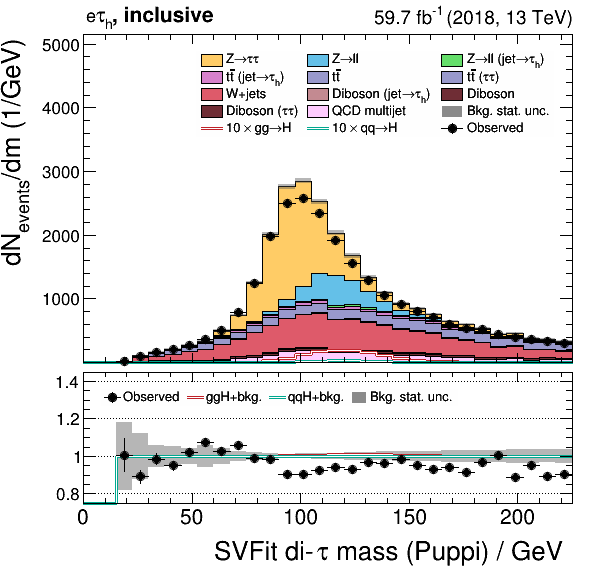 eτₕ, inclusive
59.7 fb⁻¹ (2018, 13 TeV)
dN_events/dm (1/GeV)
5000
4000
3000
2000
1000
Z→ττ Z→ll Z→ll (jet→τₕ)
tt̄ (jet→τₕ) tt̄ tt̄ (ττ)
W+jets Diboson (jet→τₕ) Diboson
Diboson (ττ) QCD multijet Bkg. stat. unc.
10 × gg→H 10 × qq→H Observed
1.4
1.2
1
0.8
Observed ggH+bkg. qqH+bkg. Bkg. stat. unc.
0 50 100 150 200
SVFit di-τ mass (Puppi) / GeV